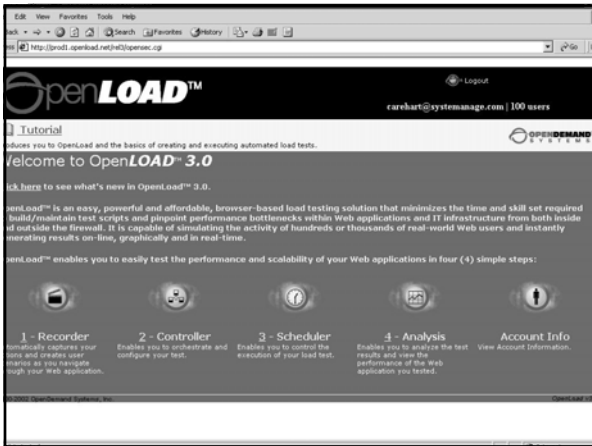 Edit View Favorites Tools Help
Search Favorites History
http://prod1.openload.net/rel3/opensec.cgi
Go
OpenLOAD™
Logout
carehart@systemanage.com | 100 users
Tutorial
oduces you to OpenLoad and the basics of creating and executing automated load tests.
OPENDEMAND
SYSTEMS
Welcome to OpenLOAD™ 3.0
ick here to see what's new in OpenLoad™ 3.0.
penLoad™ is an easy, powerful and affordable, browser-based load testing solution that minimizes the time and skill set required
build/maintain test scripts and pinpoint performance bottlenecks within Web applications and IT infrastructure from both inside
nd outside the firewall. It is capable of simulating the activity of hundreds or thousands of real-world Web users and instantly
nerating results on-line, graphically and in real-time.
penLoad™ enables you to easily test the performance and scalability of your Web applications in four (4) simple steps:
1 - Recorder
tomatically captures your
tions and creates user
enarios as you navigate
rough your Web application.
2 - Controller
Enables you to orchestrate and
configure your test.
3 - Scheduler
Enables you to control the
execution of your load test.
4 - Analysis
Enables you to analyze the test
results and view the
performance of the Web
application you tested.
Account Info
View Account Information.
2002 OpenDemand Systems, Inc.
OpenLoad